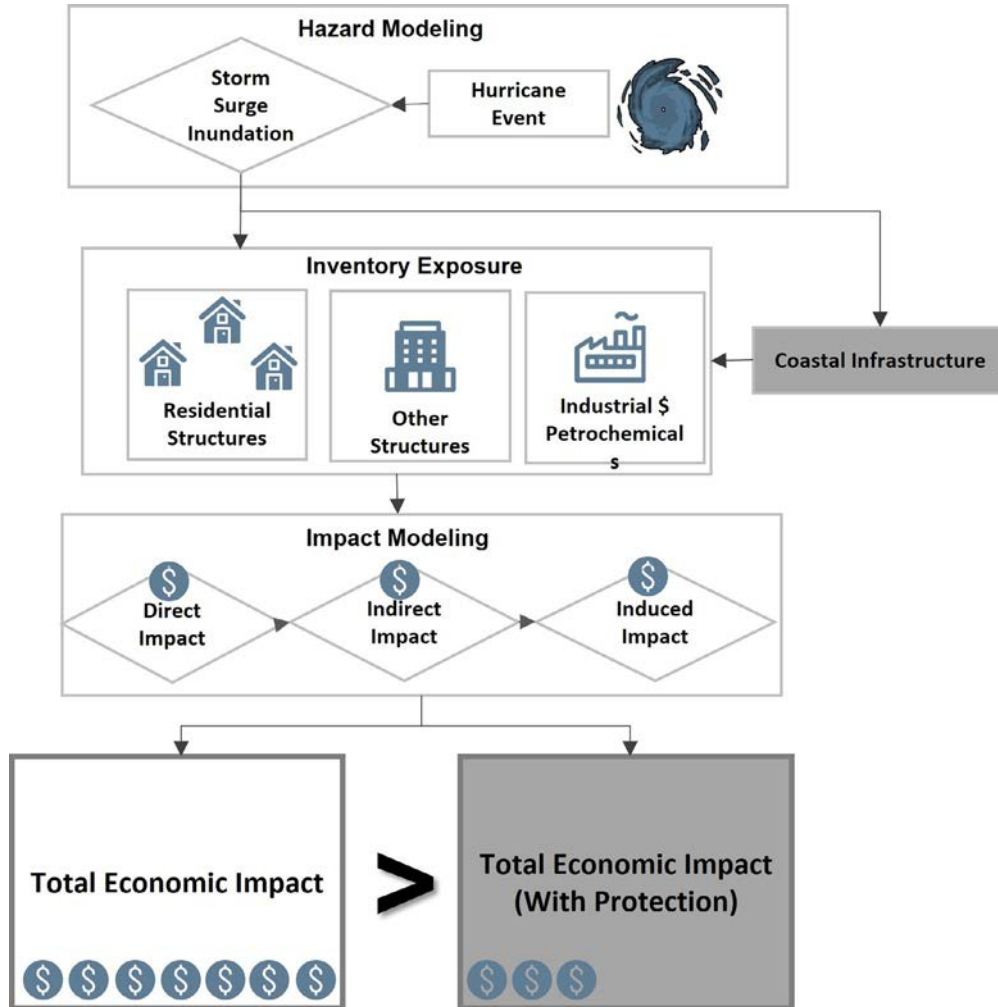 Hazard Modeling
Storm
Surge
Inundation
Hurricane
Event
Inventory Exposure
Residential
Structures
Other
Structures
Industrial $
Petrochemical
s
Coastal Infrastructure
Impact Modeling
$
Direct
Impact
$
Indirect
Impact
$
Induced
Impact
Total Economic Impact
$ $ $ $ $ $ $
>
Total Economic Impact
(With Protection)
$ $ $